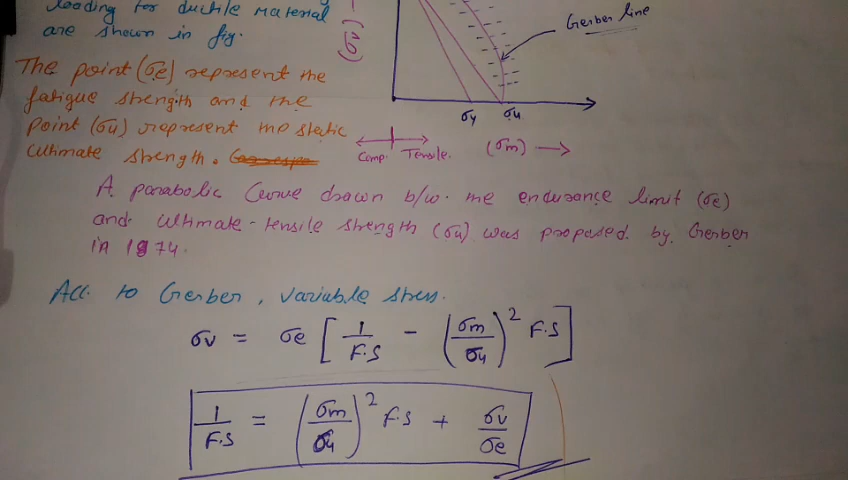 loading for ductile material
are shown in fig.
(σv)
Gerber line
The point (σe) represent the
fatigue strength and the
Point (σu) represent the static
Ultimate strength.
σy σu
Comp. Tensile. (σm) →
A parabolic Curve drawn b/w. the endurance limit (σe)
and ultimate-tensile strength (σu) was proposed by Gerber
in 1974.
Acc. to Gerber, variable stress.
σv = σe [ 1/F.S - (σm/σu)² F.S ]
1/F.S = (σm/σu)² F.S + σv/σe